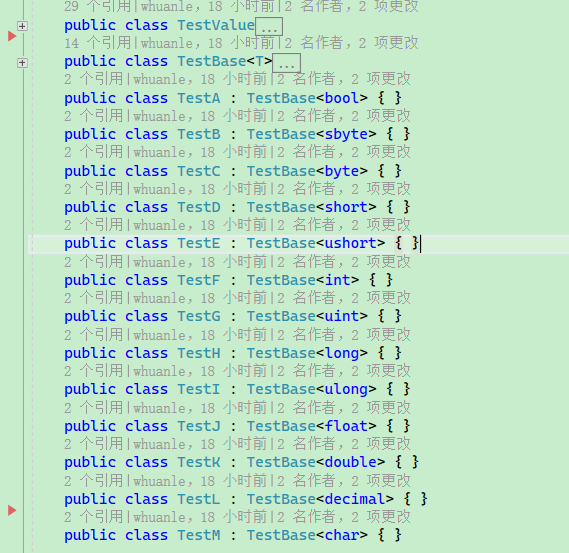 29 个引用|whuanle，18 小时前|2 名作者，2 项更改
public class TestValue...
14 个引用|whuanle，18 小时前|2 名作者，2 项更改
public class TestBase<T>...
2 个引用|whuanle，18 小时前|2 名作者，2 项更改
public class TestA : TestBase<bool> { }
2 个引用|whuanle，18 小时前|2 名作者，2 项更改
public class TestB : TestBase<sbyte> { }
2 个引用|whuanle，18 小时前|2 名作者，2 项更改
public class TestC : TestBase<byte> { }
2 个引用|whuanle，18 小时前|2 名作者，2 项更改
public class TestD : TestBase<short> { }
2 个引用|whuanle，18 小时前|2 名作者，2 项更改
public class TestE : TestBase<ushort> { }
2 个引用|whuanle，18 小时前|2 名作者，2 项更改
public class TestF : TestBase<int> { }
2 个引用|whuanle，18 小时前|2 名作者，2 项更改
public class TestG : TestBase<uint> { }
2 个引用|whuanle，18 小时前|2 名作者，2 项更改
public class TestH : TestBase<long> { }
2 个引用|whuanle，18 小时前|2 名作者，2 项更改
public class TestI : TestBase<ulong> { }
2 个引用|whuanle，18 小时前|2 名作者，2 项更改
public class TestJ : TestBase<float> { }
2 个引用|whuanle，18 小时前|2 名作者，2 项更改
public class TestK : TestBase<double> { }
2 个引用|whuanle，18 小时前|2 名作者，2 项更改
public class TestL : TestBase<decimal> { }
2 个引用|whuanle，18 小时前|2 名作者，2 项更改
public class TestM : TestBase<char> { }